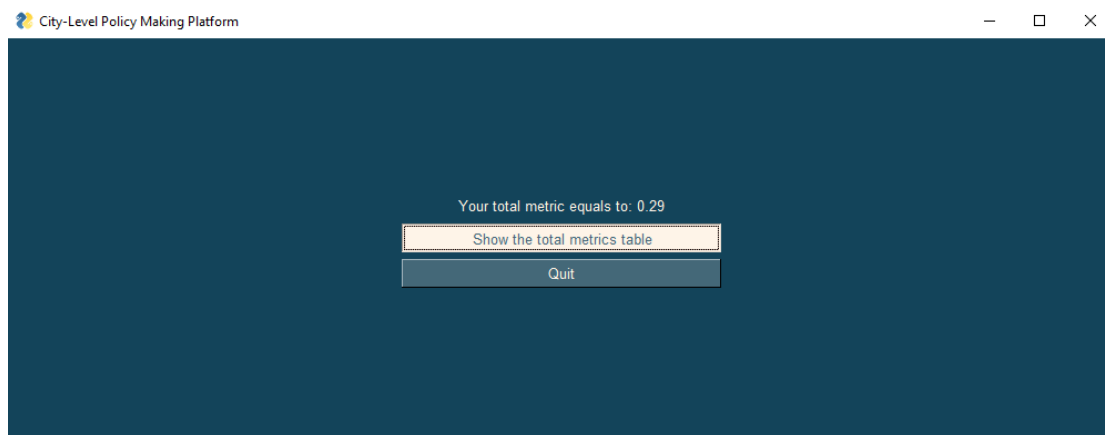 City-Level Policy Making Platform
Your total metric equals to: 0.29
Show the total metrics table
Quit